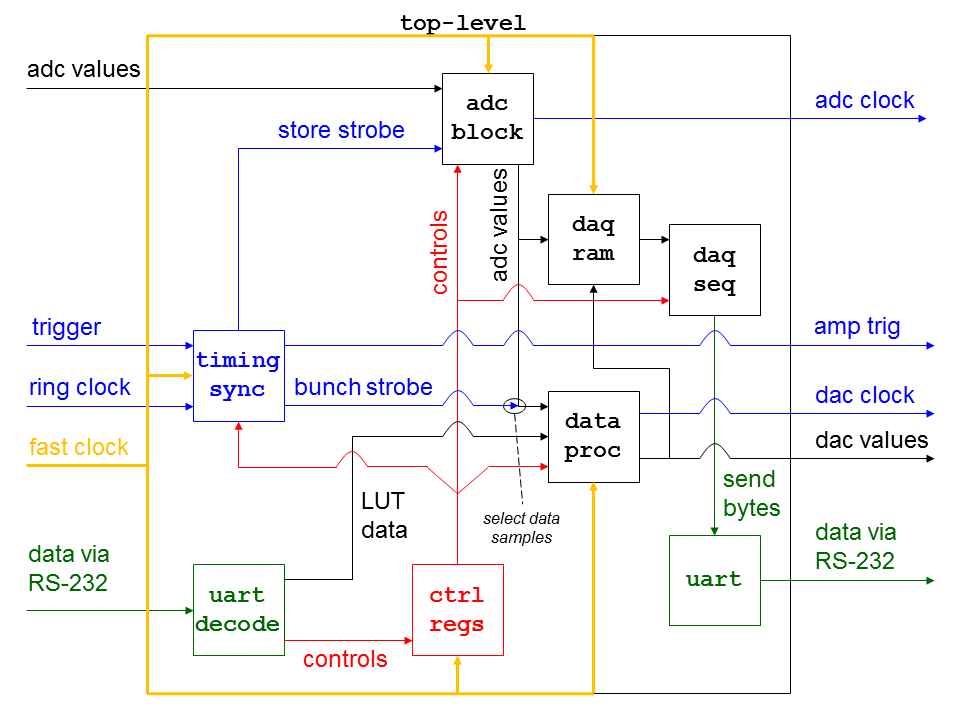 top-level
adc values
adc
block
adc clock
store strobe
controls
adc values
daq
ram
daq
seq
trigger
timing
sync
amp trig
ring clock
bunch strobe
dac clock
data
proc
fast clock
dac values
LUT
data
select data
samples
send
bytes
data via
RS-232
uart
decode
ctrl
regs
uart
data via
RS-232
controls